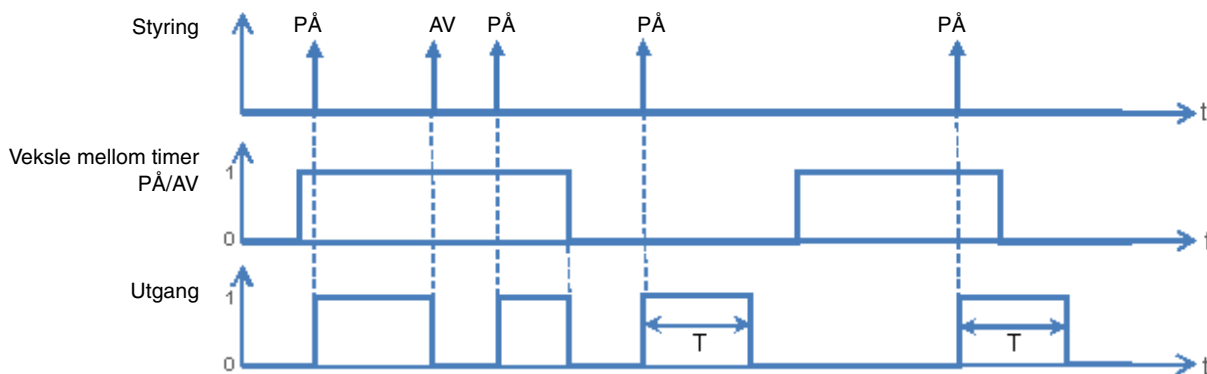 Styring PÅ AV PÅ PÅ PÅ
t
Veksle mellom timer
PÅ/AV
1
0
t
Utgang
1
T T
0
t